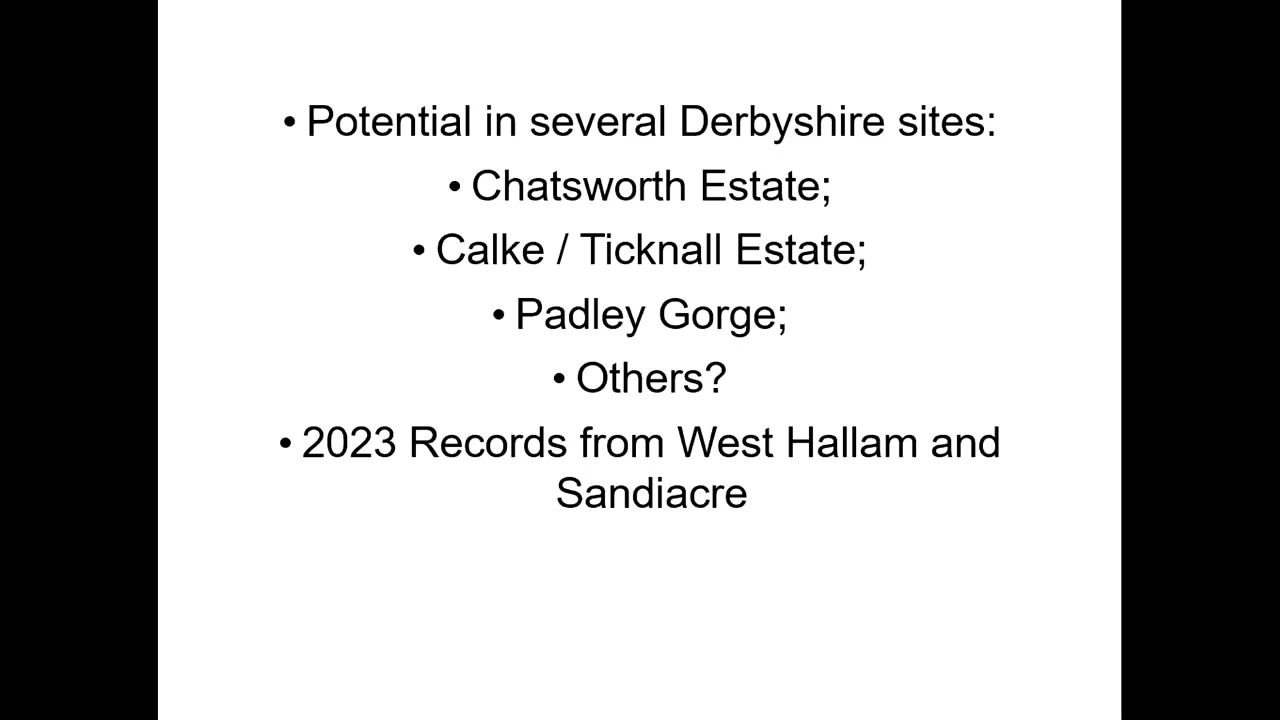 • Potential in several Derbyshire sites:
• Chatsworth Estate;
• Calke / Ticknall Estate;
• Padley Gorge;
• Others?
• 2023 Records from West Hallam and
Sandiacre